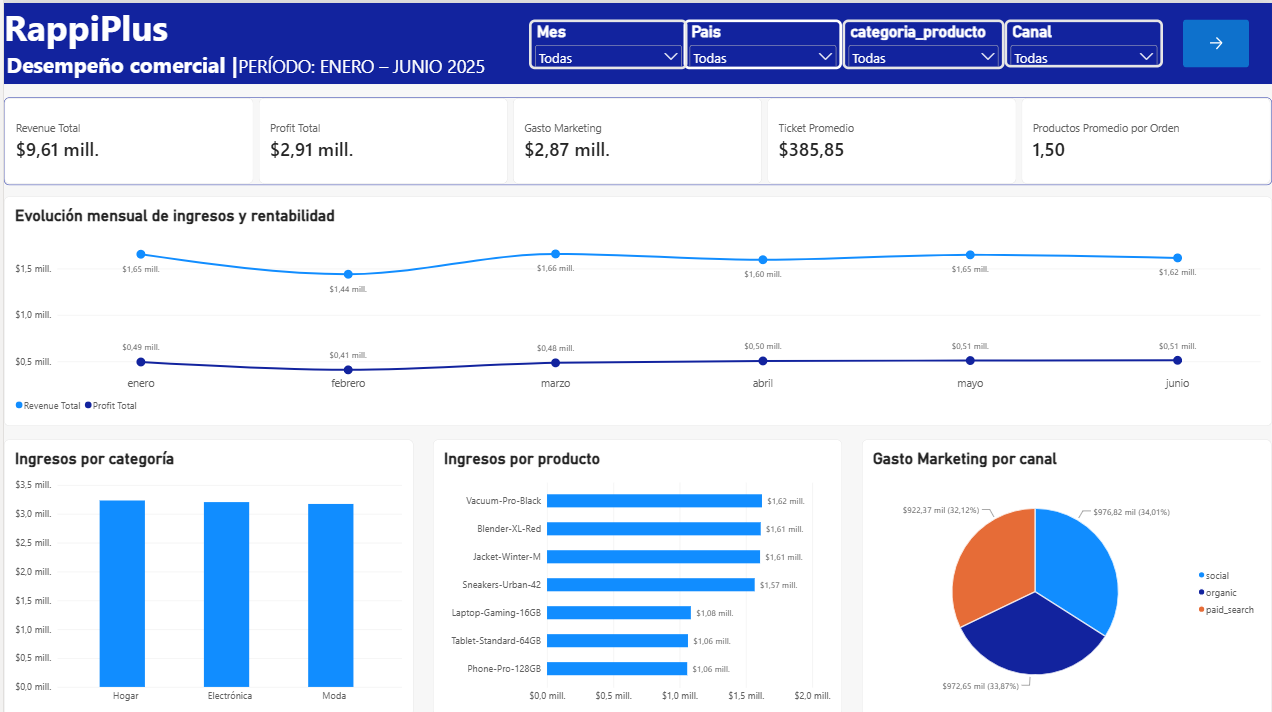 RappiPlus
Desempeño comercial |PERÍODO: ENERO – JUNIO 2025
Mes
Todas
Pais
Todas
categoria_producto
Todas
Canal
Todas
Revenue Total
$9,61 mill.
Profit Total
$2,91 mill.
Gasto Marketing
$2,87 mill.
Ticket Promedio
$385,85
Productos Promedio por Orden
1,50
Evolución mensual de ingresos y rentabilidad
$1,5 mill.
$1,0 mill.
$0,5 mill.
$1,65 mill.
$1,44 mill.
$1,66 mill.
$1,60 mill.
$1,65 mill.
$1,62 mill.
$0,49 mill.
$0,41 mill.
$0,48 mill.
$0,50 mill.
$0,51 mill.
$0,51 mill.
enero
febrero
marzo
abril
mayo
junio
Revenue Total
Profit Total
Ingresos por categoría
$3,5 mill.
$3,0 mill.
$2,5 mill.
$2,0 mill.
$1,5 mill.
$1,0 mill.
$0,5 mill.
$0,0 mill.
Hogar
Electrónica
Moda
Ingresos por producto
Vacuum-Pro-Black $1,62 mill.
Blender-XL-Red $1,61 mill.
Jacket-Winter-M $1,61 mill.
Sneakers-Urban-42 $1,57 mill.
Laptop-Gaming-16GB $1,08 mill.
Tablet-Standard-64GB $1,06 mill.
Phone-Pro-128GB $1,06 mill.
$0,0 mill.
$0,5 mill.
$1,0 mill.
$1,5 mill.
$2,0 mill.
Gasto Marketing por canal
$922,37 mil (32,12%)
$976,82 mil (34,01%)
$972,65 mil (33,87%)
social
organic
paid_search